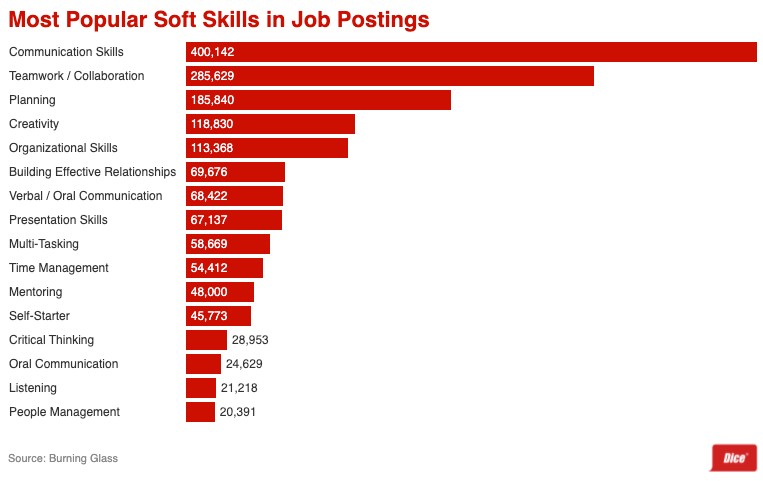 Most Popular Soft Skills in Job Postings
Communication Skills 400,142
Teamwork / Collaboration 285,629
Planning 185,840
Creativity 118,830
Organizational Skills 113,368
Building Effective Relationships 69,676
Verbal / Oral Communication 68,422
Presentation Skills 67,137
Multi-Tasking 58,669
Time Management 54,412
Mentoring 48,000
Self-Starter 45,773
Critical Thinking 28,953
Oral Communication 24,629
Listening 21,218
People Management 20,391
Source: Burning Glass
Dice